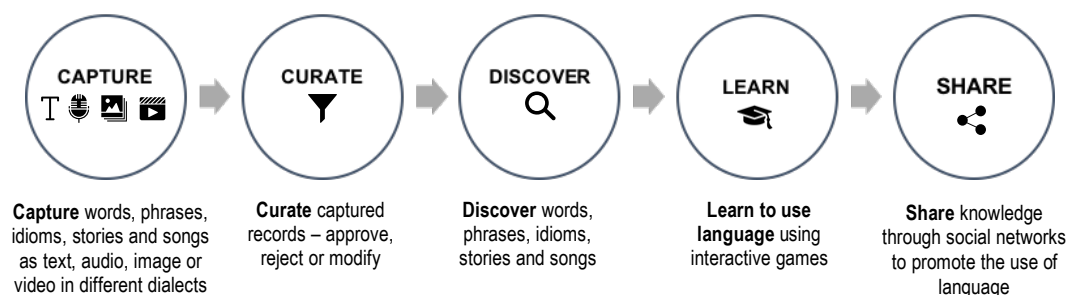 CAPTURE
CURATE
DISCOVER
LEARN
SHARE
Capture words, phrases,
idioms, stories and songs
as text, audio, image or
video in different dialects
Curate captured
records – approve,
reject or modify
Discover words,
phrases, idioms,
stories and songs
Learn to use
language using
interactive games
Share knowledge
through social networks
to promote the use of
language